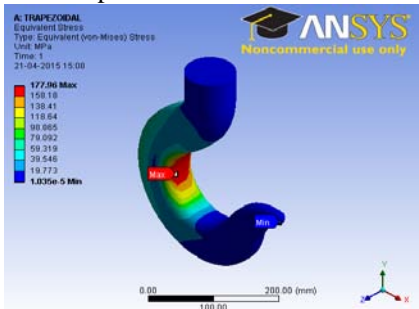 A: TRAPEZOIDAL
Equivalent Stress
Type: Equivalent (von-Mises) Stress
Unit: MPa
Time: 1
21-04-2015 15:08
177.96 Max
158.18
138.41
118.64
98.865
79.092
59.319
39.546
19.773
1.035e-5 Min
ANSYS
Noncommercial use only
Max
Min
0.00
200.00 (mm)
100.00
Y
Z
X